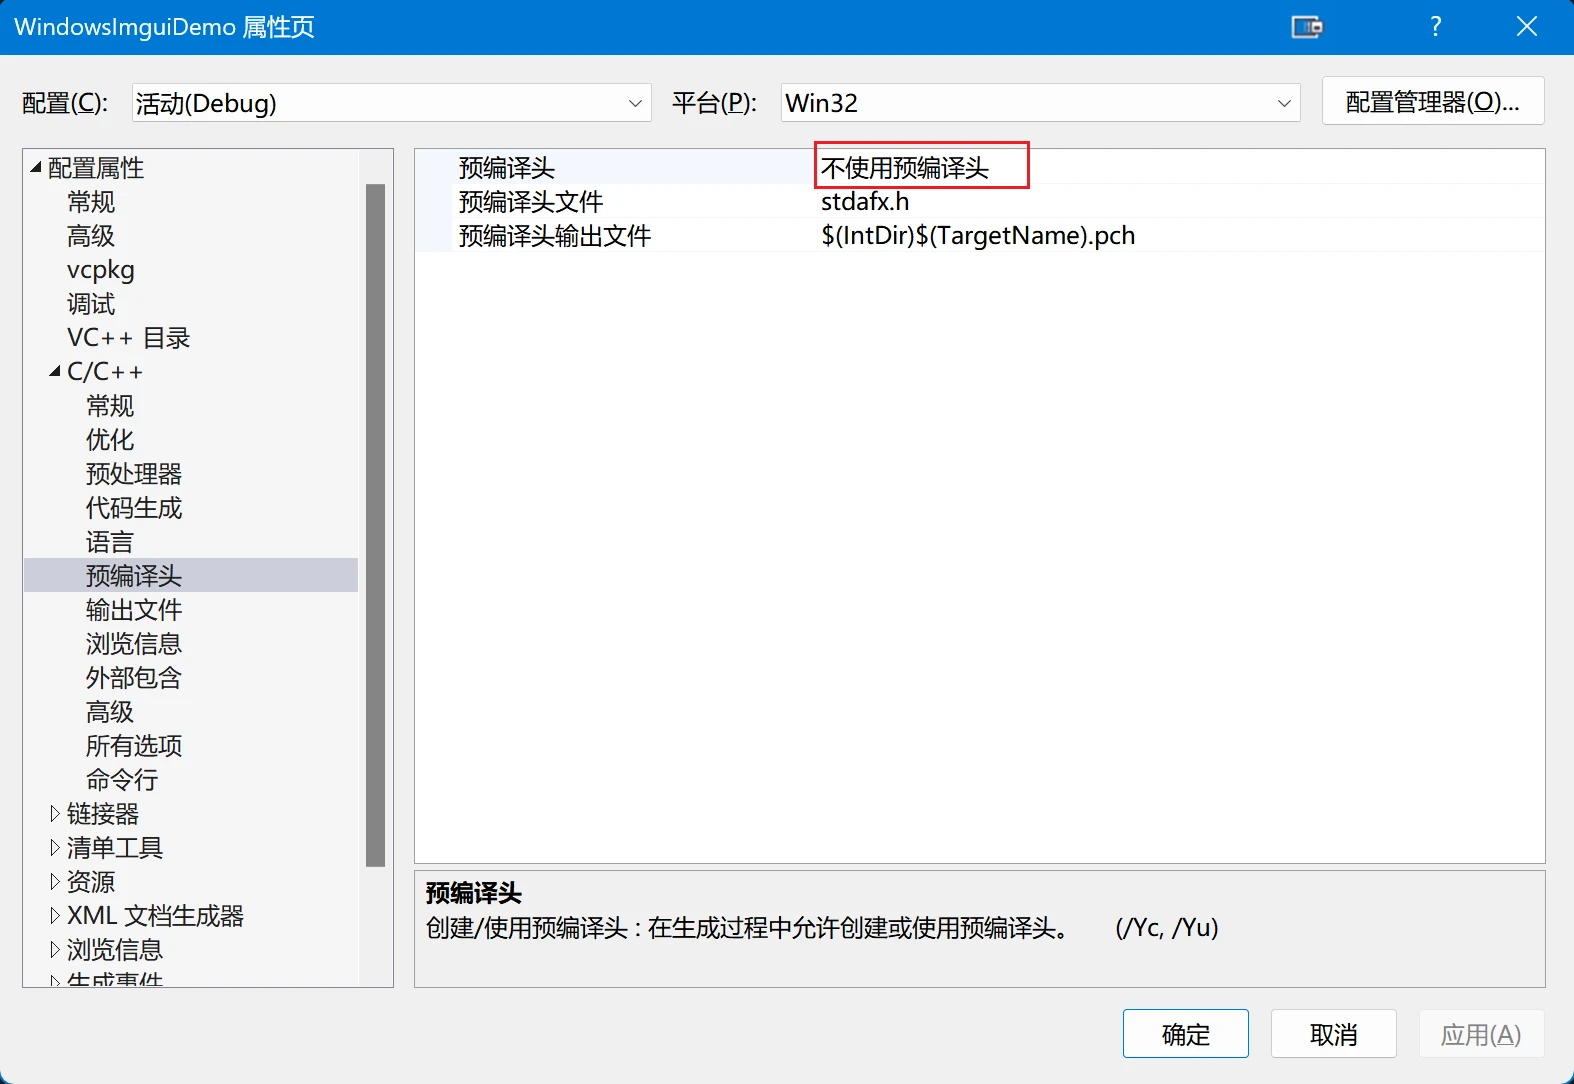 WindowsImguiDemo 属性页
?
配置(C):
活动(Debug)
平台(P):
Win32
配置管理器(O)...
配置属性
常规
高级
vcpkg
调试
VC++ 目录
C/C++
常规
优化
预处理器
代码生成
语言
预编译头
输出文件
浏览信息
外部包含
高级
所有选项
命令行
链接器
清单工具
资源
XML 文档生成器
浏览信息
生成事件
预编译头 不使用预编译头
预编译头文件 stdafx.h
预编译头输出文件 $(IntDir)$(TargetName).pch
预编译头
创建/使用预编译头 : 在生成过程中允许创建或使用预编译头。 (/Yc, /Yu)
确定
取消
应用(A)